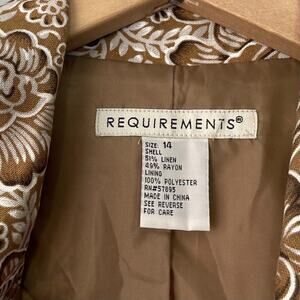 REQUIREMENTS®
SIZE: 14
SHELL
51% LINEN
49% RAYON
LINING
100% POLYESTER
RN#57895
MADE IN CHINA
SEE REVERSE
FOR CARE